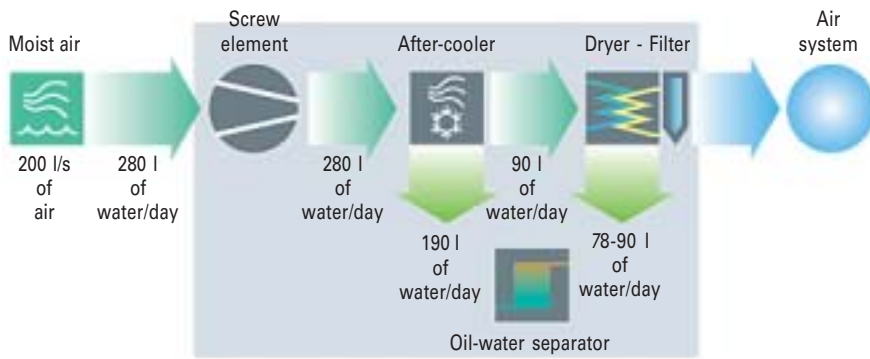 Moist air
Screw
element
After-cooler
Dryer - Filter
Air
system
200 l/s
of
air
280 l
of
water/day
280 l
of
water/day
90 l
of
water/day
190 l
of
water/day
78-90 l
of
water/day
Oil-water separator